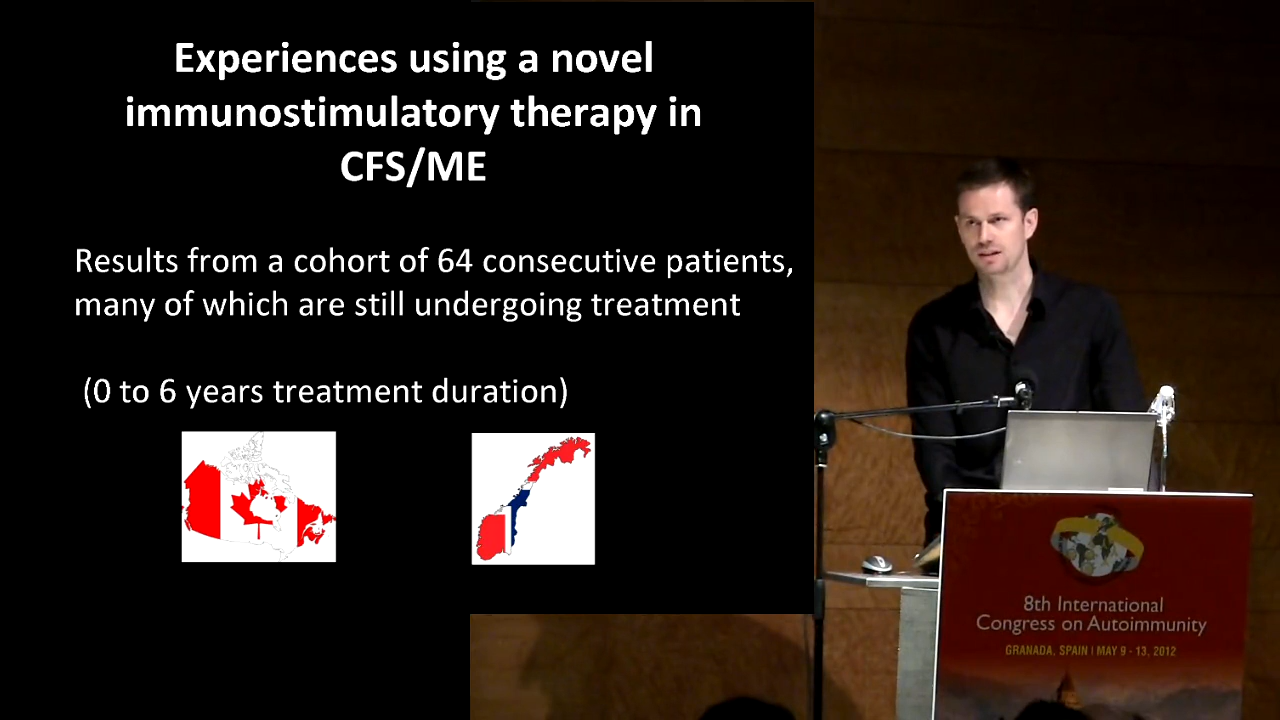 Experiences using a novel
immunostimulatory therapy in
CFS/ME
Results from a cohort of 64 consecutive patients,
many of which are still undergoing treatment
(0 to 6 years treatment duration)
8th International
Congress on Autoimmunity
GRANADA, SPAIN | MAY 9 - 13, 2012